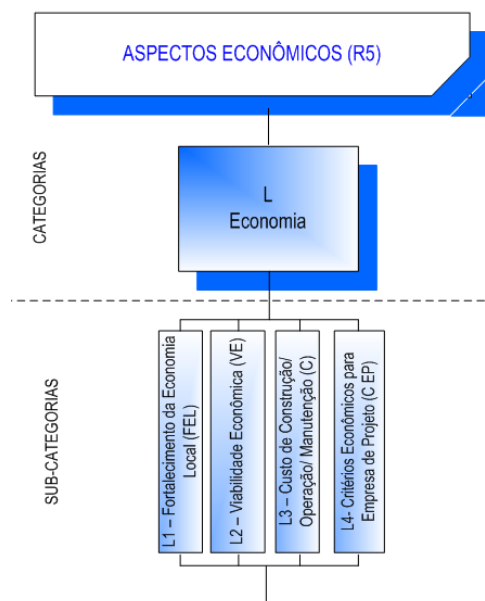 ASPECTOS ECONÔMICOS (R5)
CATEGORIAS
L
Economia
SUB-CATEGORIAS
L1 – Fortalecimento da Economia
Local (FEL)
L2 – Viabilidade Econômica (VE)
L3 – Custo de Construção/
Operação/ Manutenção (C)
L4- Critérios Econômicos para
Empresa de Projeto (C EP)